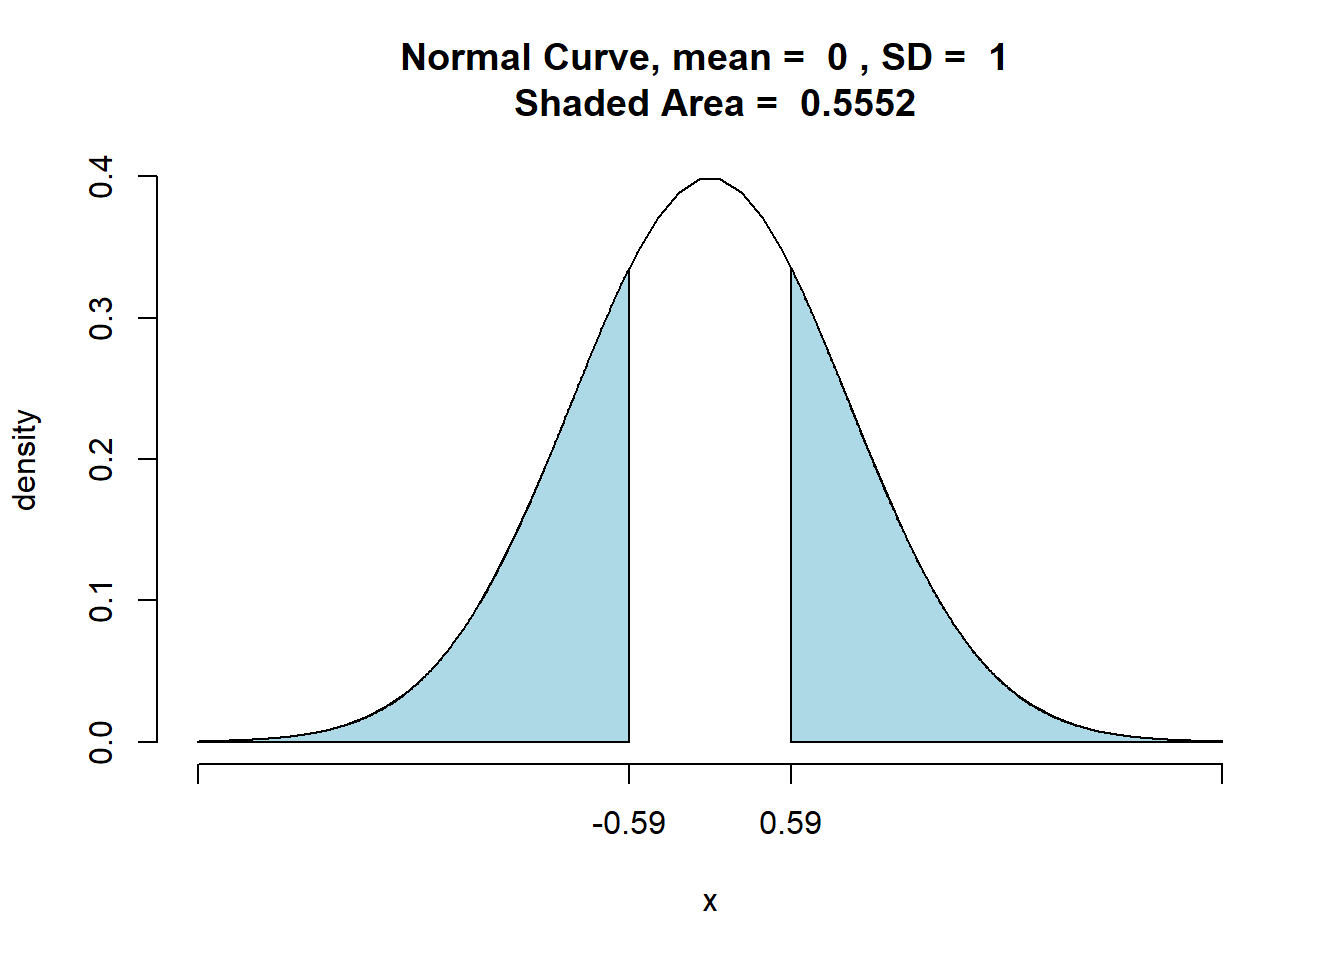 Normal Curve, mean =  0 , SD =  1
Shaded Area =  0.5552
density
0.4
0.3
0.2
0.1
0.0
-0.59
0.59
x